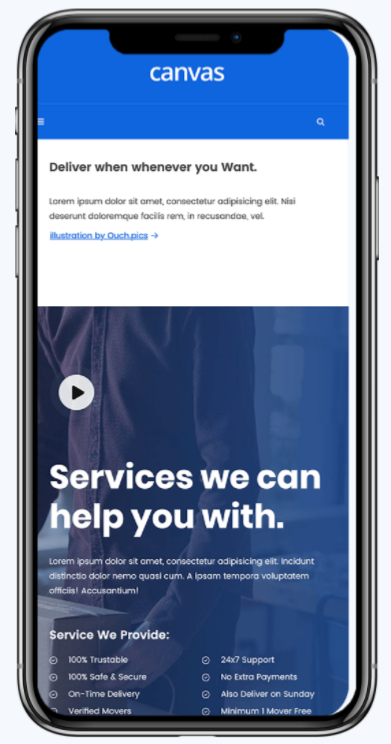 canvas
Deliver when whenever you Want.
Lorem ipsum dolor sit amet, consectetur adipisicing elit. Nisi
deserunt doloremque facilis rem, in recusandae, vel.
illustration by Ouch.pics →
Services we can
help you with.
Lorem ipsum dolor sit amet, consectetur adipisicing elit. Incidunt
distinctio dolor nemo quasi cum. A ipsam tempora voluptatem
officiis! Accusantium!
Service We Provide:
100% Trustable
24x7 Support
100% Safe & Secure
No Extra Payments
On-Time Delivery
Also Deliver on Sunday
Verified Movers
Minimum 1 Mover Free